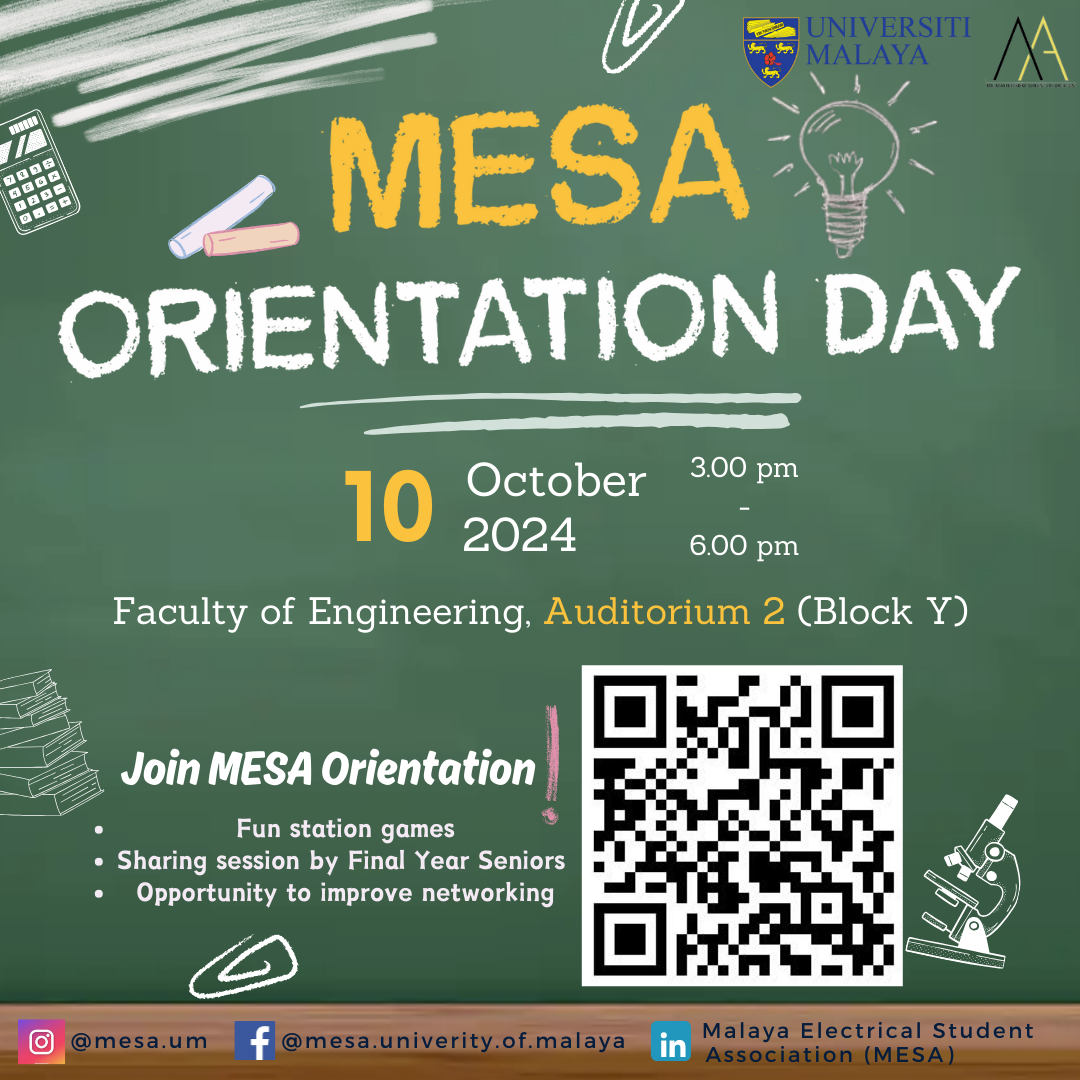 UNIVERSITI
MALAYA
MESA
ORIENTATION DAY
10 October 2024
3.00 pm
-
6.00 pm
Faculty of Engineering, Auditorium 2 (Block Y)
Join MESA Orientation!
• Fun station games
• Sharing session by Final Year Seniors
• Opportunity to improve networking
@mesa.um
@mesa.univerity.of.malaya
Malaya Electrical Student
Association (MESA)